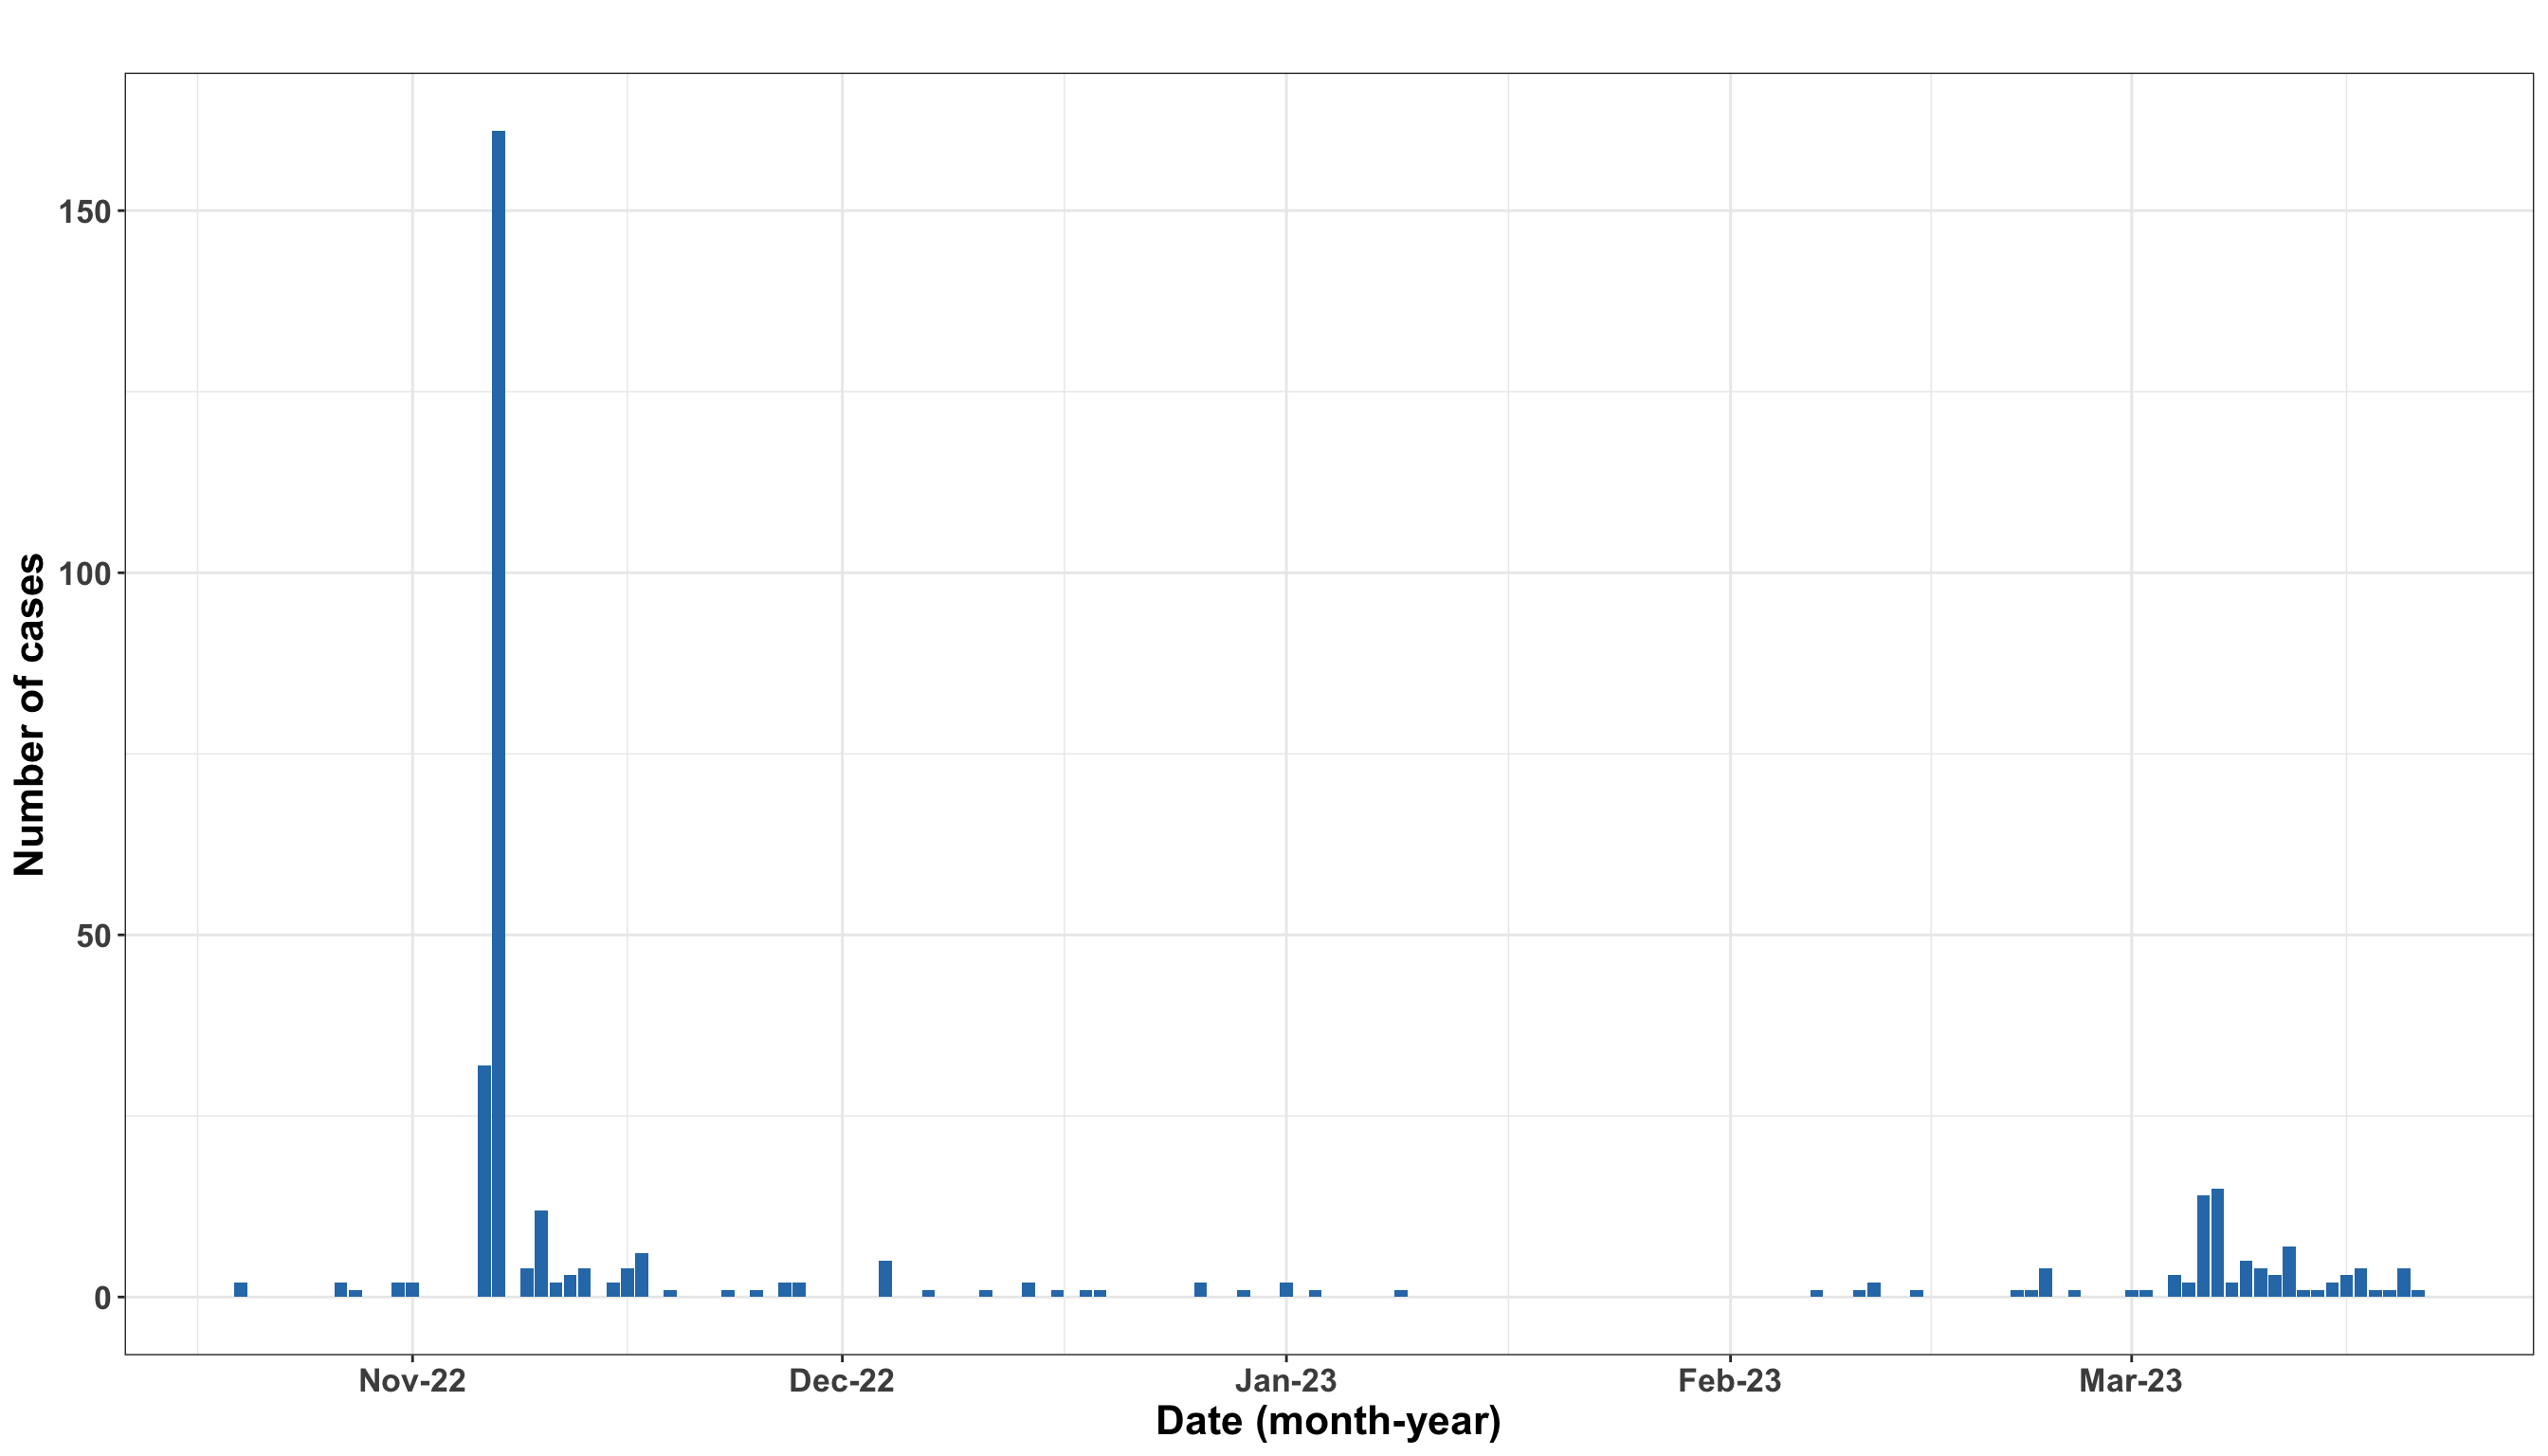 150
100
50
0
Number of cases
Nov-22 Dec-22 Jan-23 Feb-23 Mar-23
Date (month-year)